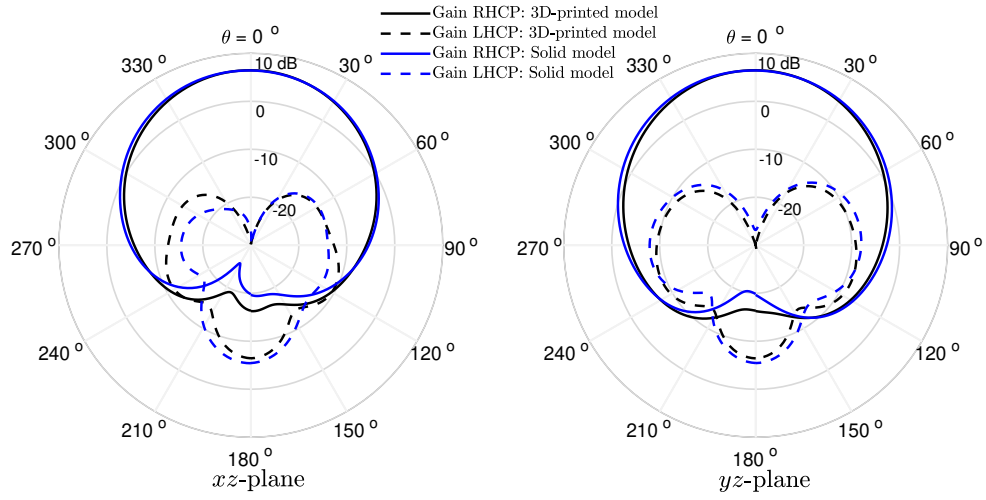 Gain RHCP: 3D-printed model
Gain LHCP: 3D-printed model
Gain RHCP: Solid model
Gain LHCP: Solid model
θ = 0 °
330 °
10 dB
30 °
300 °
0
60 °
-10
-20
270 °
90 °
240 °
120 °
210 °
150 °
180 °
xz-plane
θ = 0 °
330 °
10 dB
30 °
300 °
0
60 °
-10
-20
270 °
90 °
240 °
120 °
210 °
150 °
180 °
yz-plane